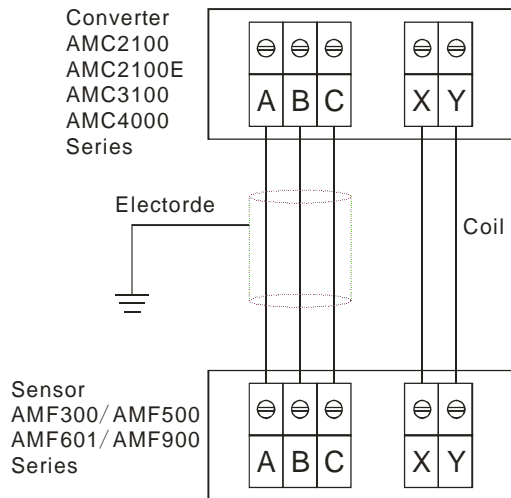 Converter
AMC2100
AMC2100E
AMC3100
AMC4000
Series
A B C X Y
Electorde
Coil
Sensor
AMF300/AMF500
AMF601/AMF900
Series
A B C X Y